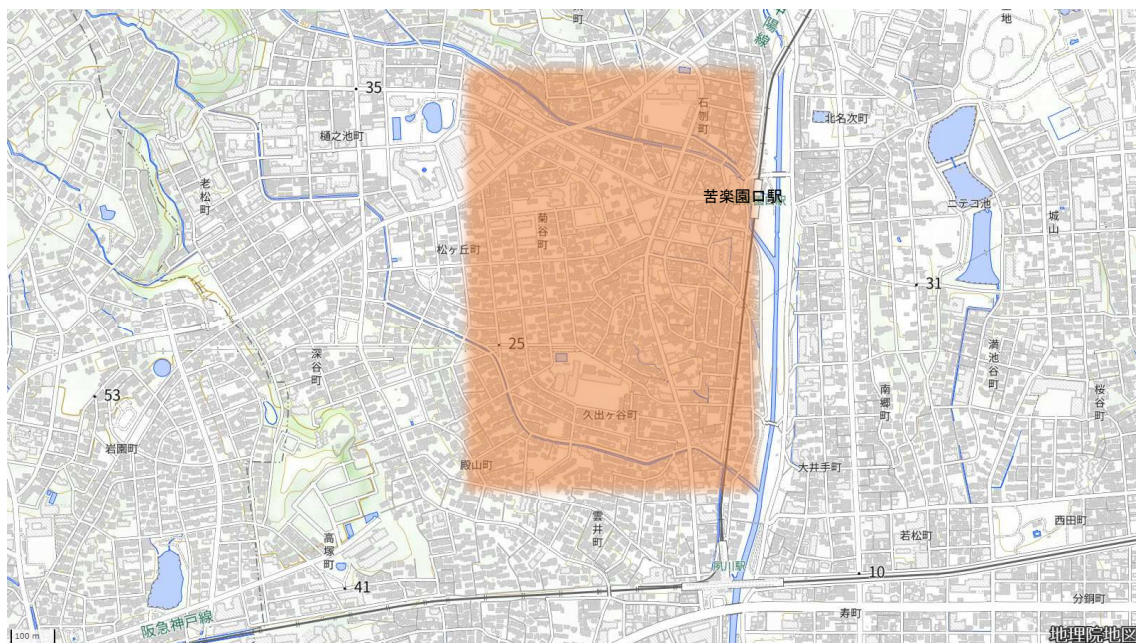 35
樋之池町
老松町
石刎町
北名次町
苦楽園口駅
ニテコ池
城山
菊谷町
松ヶ丘町
31
25
深谷町
満池谷町
53
南郷町
桜谷町
久出ヶ谷町
岩園町
殿山町
大井手町
雲井町
西田町
若松町
高塚町
夙川駅
10
41
分銅町
寿町
阪急神戸線
100 m
地理院地図